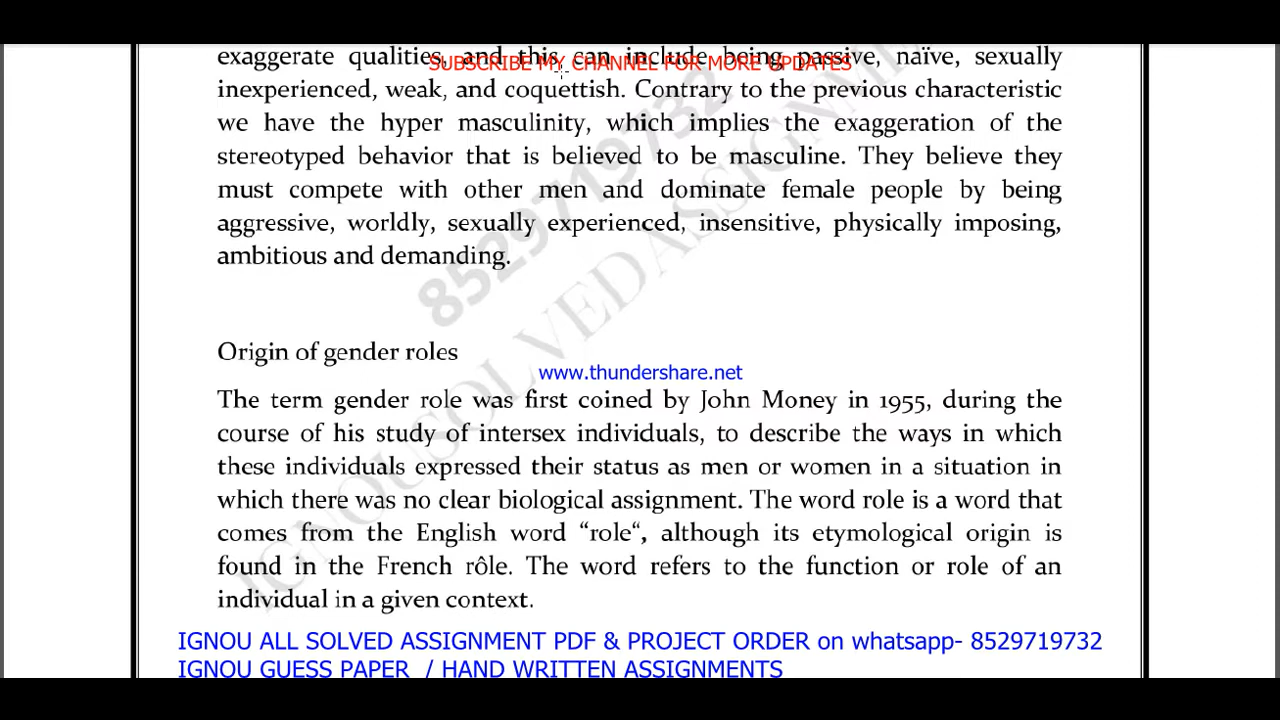 exaggerate qualities, and this can include being passive, naïve, sexually
SUBSCRIBE MY CHANNEL FOR MORE UPDATES
inexperienced, weak, and coquettish. Contrary to the previous characteristic
we have the hyper masculinity, which implies the exaggeration of the
stereotyped behavior that is believed to be masculine. They believe they
must compete with other men and dominate female people by being
aggressive, worldly, sexually experienced, insensitive, physically imposing,
ambitious and demanding.
8529719732
IGNOUSOLVEDASSIGNME
Origin of gender roles
www.thundershare.net
The term gender role was first coined by John Money in 1955, during the
course of his study of intersex individuals, to describe the ways in which
these individuals expressed their status as men or women in a situation in
which there was no clear biological assignment. The word role is a word that
comes from the English word “role“, although its etymological origin is
found in the French rôle. The word refers to the function or role of an
individual in a given context.
IGNOU ALL SOLVED ASSIGNMENT PDF & PROJECT ORDER on whatsapp- 8529719732
IGNOU GUESS PAPER / HAND WRITTEN ASSIGNMENTS